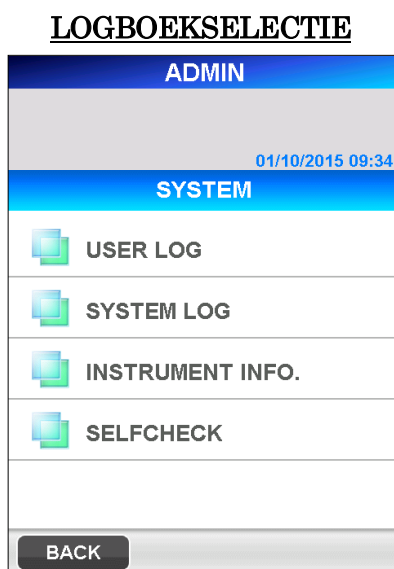 LOGBOEKSELECTIE
ADMIN
01/10/2015 09:34
SYSTEM
USER LOG
SYSTEM LOG
INSTRUMENT INFO.
SELFCHECK
BACK